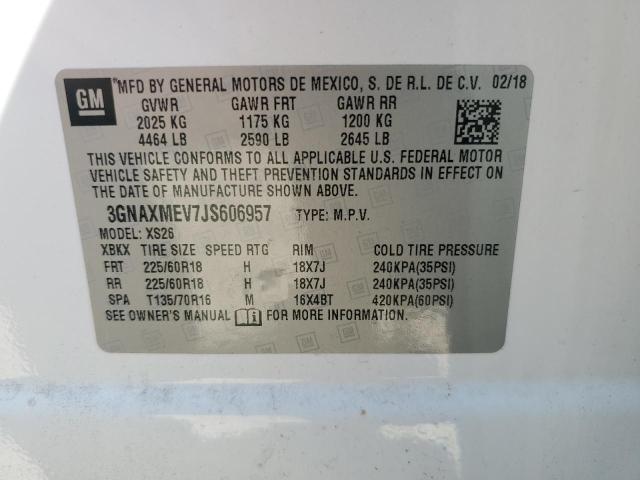 GM
*MFD BY GENERAL MOTORS DE MEXICO, S. DE R.L. DE C.V. 02/18
GVWR GAWR FRT GAWR RR
2025 KG 1175 KG 1200 KG
4464 LB 2590 LB 2645 LB
THIS VEHICLE CONFORMS TO ALL APPLICABLE U.S. FEDERAL MOTOR
VEHICLE SAFETY AND THEFT PREVENTION STANDARDS IN EFFECT ON
THE DATE OF MANUFACTURE SHOWN ABOVE.
3GNAXMEV7JS606957 TYPE: M.P.V.
MODEL: XS26
XBKX TIRE SIZE SPEED RTG RIM COLD TIRE PRESSURE
FRT 225/60R18 H 18X7J 240KPA(35PSI)
RR 225/60R18 H 18X7J 240KPA(35PSI)
SPA T135/70R16 M 16X4BT 420KPA(60PSI)
SEE OWNER'S MANUAL FOR MORE INFORMATION.